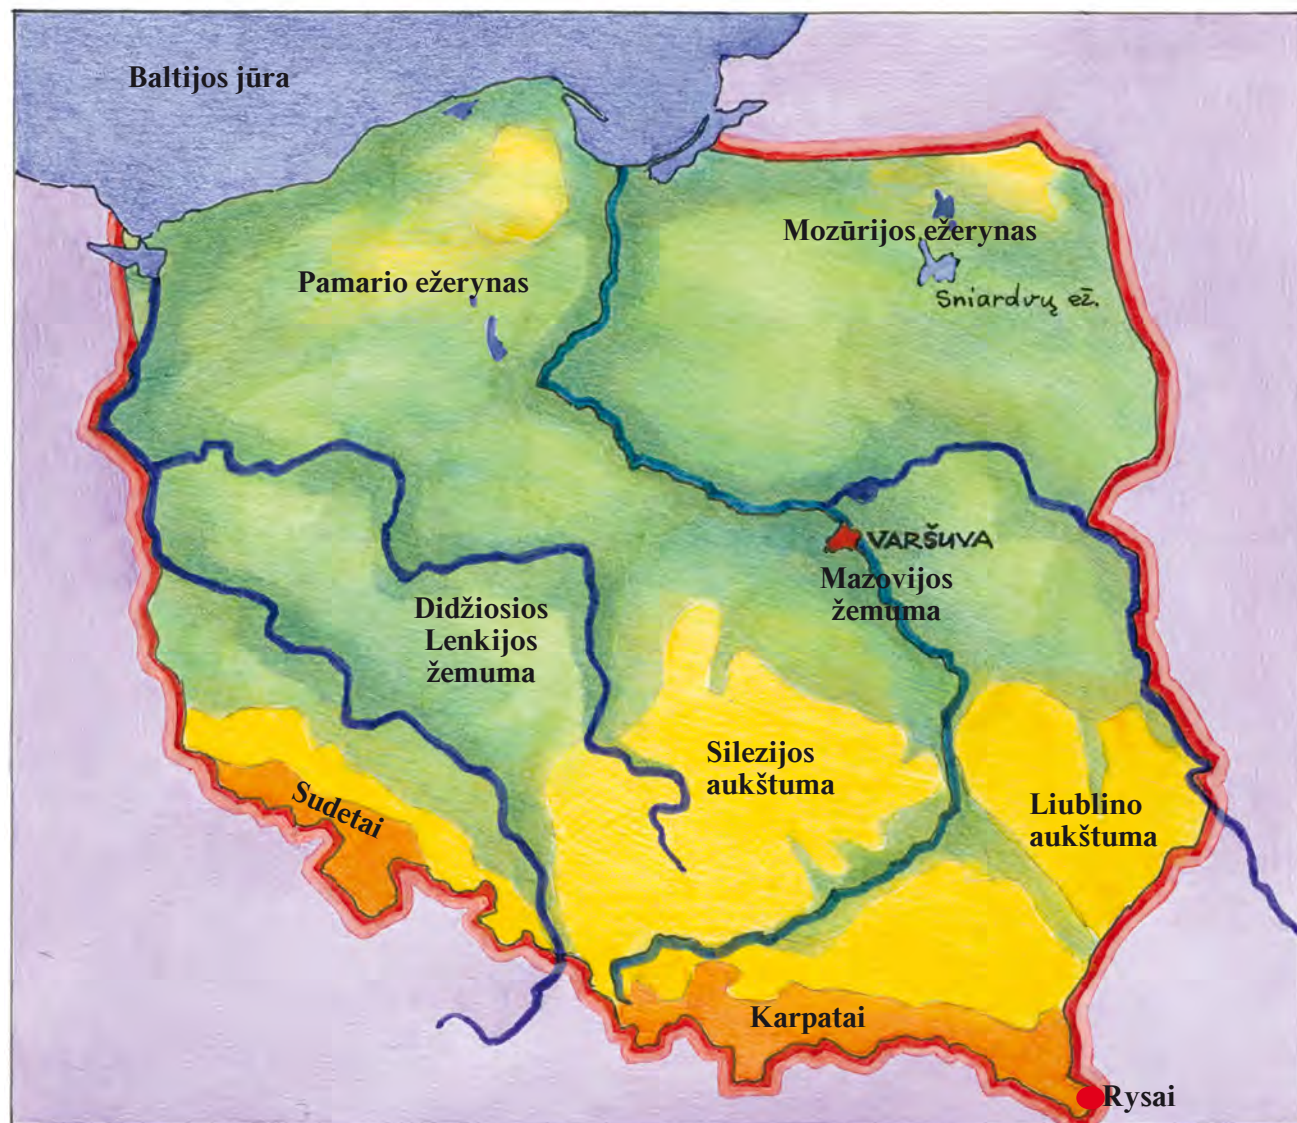 Baltijos jūra
Mozūrijos ežerynas
Pamario ežerynas
Sniardvų ež.
VARŠUVA
Mazovijos
žemuma
Didžiosios
Lenkijos
žemuma
Silezijos
aukštuma
Sudetai
Liublino
aukštuma
Karpatai
Rysai